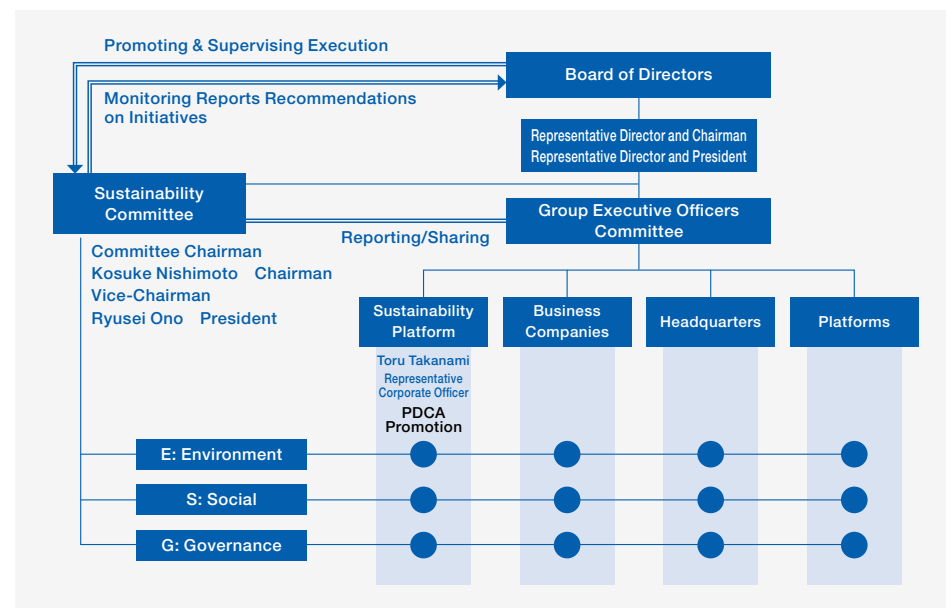 Promoting & Supervising Execution
Board of Directors
Monitoring Reports Recommendations
on Initiatives
Representative Director and Chairman
Representative Director and President
Sustainability
Committee
Group Executive Officers
Committee
Reporting/Sharing
Committee Chairman
Kosuke Nishimoto Chairman
Vice-Chairman
Ryusei Ono President
Sustainability
Platform
Business
Companies
Headquarters
Platforms
Toru Takanami
Representative
Corporate Officer
PDCA
Promotion
E: Environment
S: Social
G: Governance